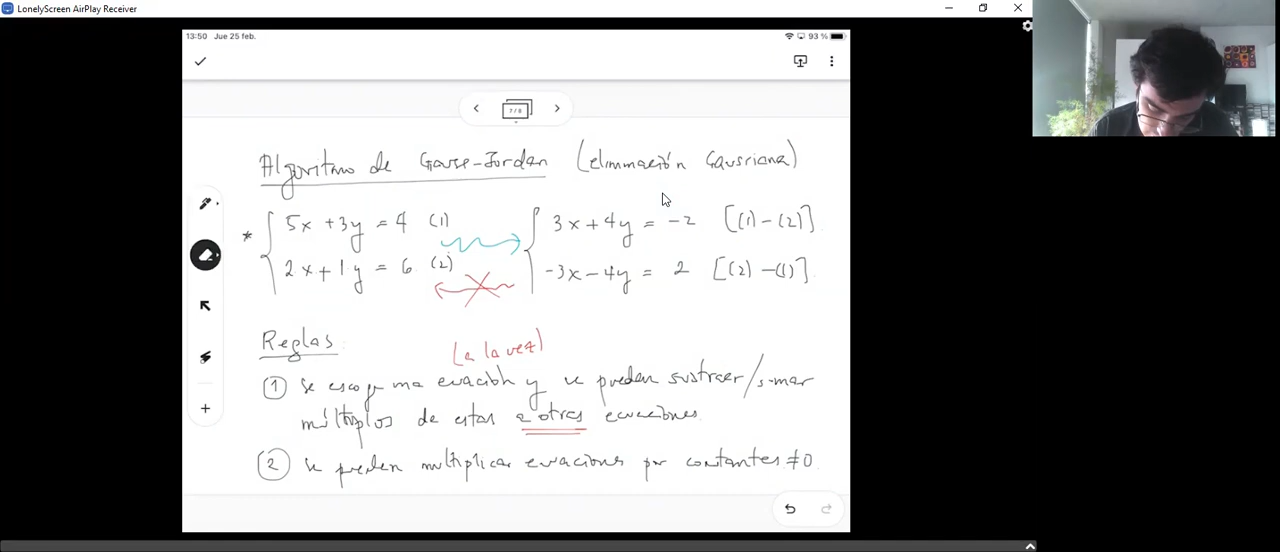 LonelyScreen AirPlay Receiver
13:50 Jue 25 feb.
93 %
7 / 8
Algoritmo de Gauss-Jordan (eliminación Gaussiana)
* 5x + 3y = 4 (1) 3x + 4y = -2 [(1) - (2)]
2x + 1y = 6 (2) -3x - 4y = 2 [(2) - (1)]
Reglas
(a la vez)
① Se escoge una ecuación y se pueden sustraer/sumar
múltiplos de estas a otras ecuaciones.
② Se pueden multiplicar ecuaciones por constantes ≠ 0.